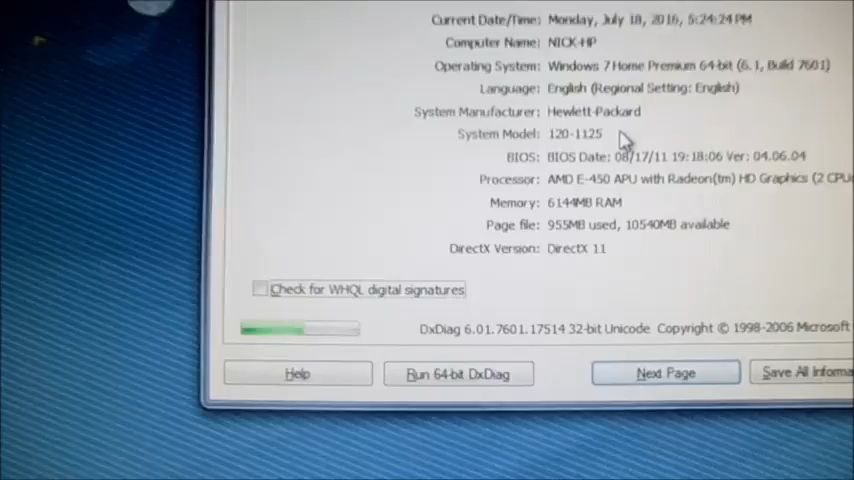 Current Date/Time: Monday, July 18, 2016, 5:24:24 PM
Computer Name: NICK-HP
Operating System: Windows 7 Home Premium 64-bit (6.1, Build 7601)
Language: English (Regional Setting: English)
System Manufacturer: Hewlett-Packard
System Model: 120-1125
BIOS: BIOS Date: 08/17/11 19:18:06 Ver: 04.06.04
Processor: AMD E-450 APU with Radeon(tm) HD Graphics (2 CPUs
Memory: 6144MB RAM
Page file: 955MB used, 10540MB available
DirectX Version: DirectX 11
Check for WHQL digital signatures
DxDiag 6.01.7601.17514 32-bit Unicode Copyright © 1998-2006 Microsoft
Help Run 64-bit DxDiag Next Page Save All Informa